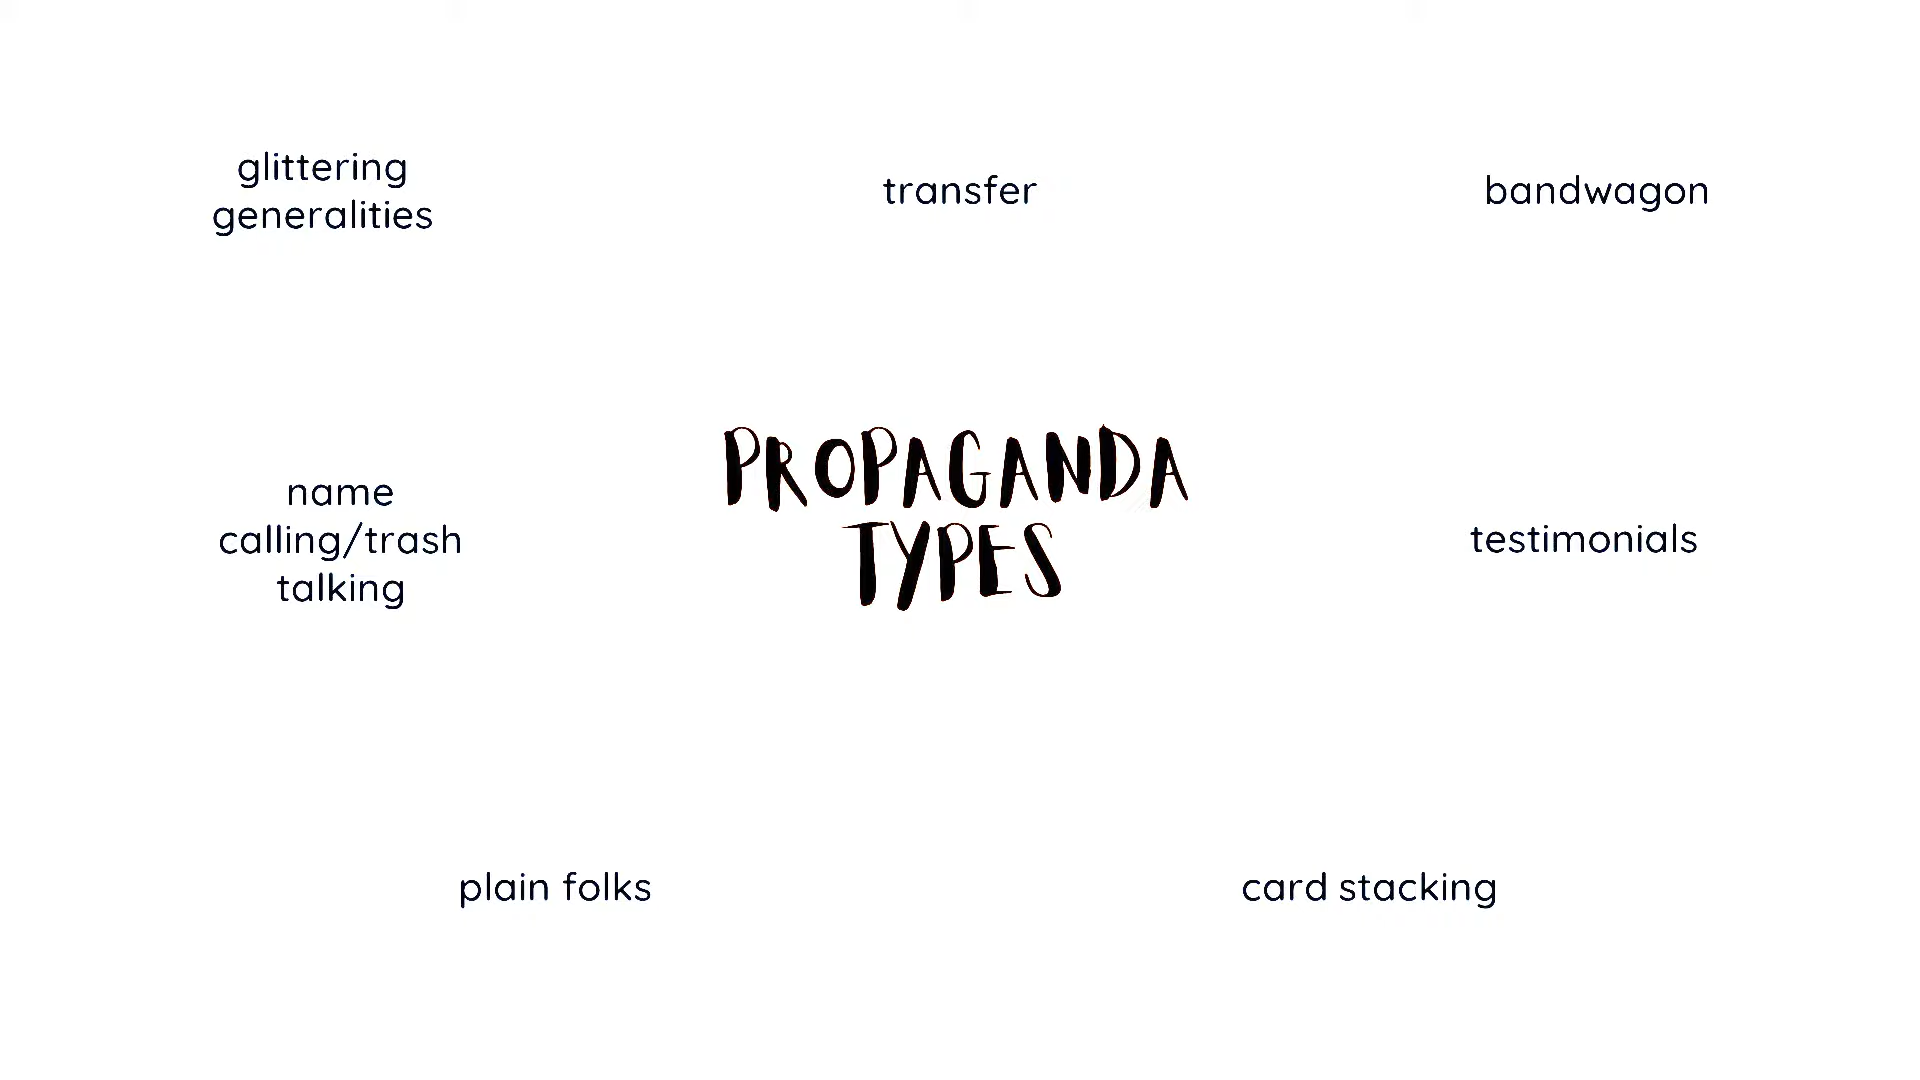 glittering
generalities
transfer
bandwagon
PROPAGANDA
TYPES
name
calling/trash
talking
testimonials
plain folks
card stacking